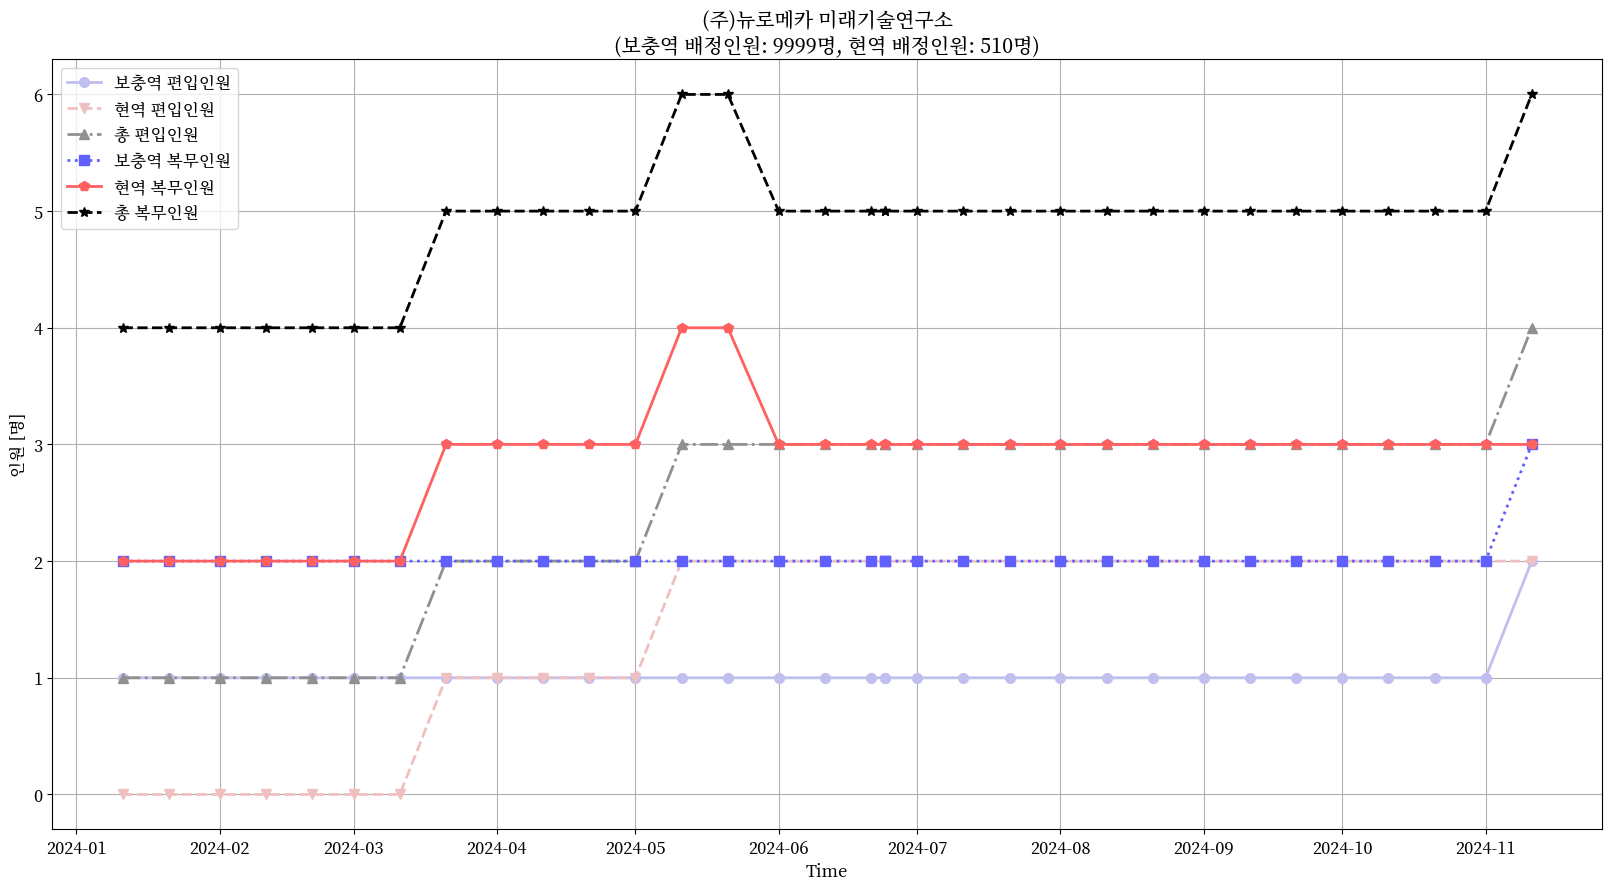 (주)뉴로메카 미래기술연구소
(보충역 배정인원: 9999명, 현역 배정인원: 510명)
보충역 편입인원
현역 편입인원
총 편입인원
보충역 복무인원
현역 복무인원
총 복무인원
인원 [명]
6
5
4
3
2
1
0
2024-01 2024-02 2024-03 2024-04 2024-05 2024-06 2024-07 2024-08 2024-09 2024-10 2024-11
Time